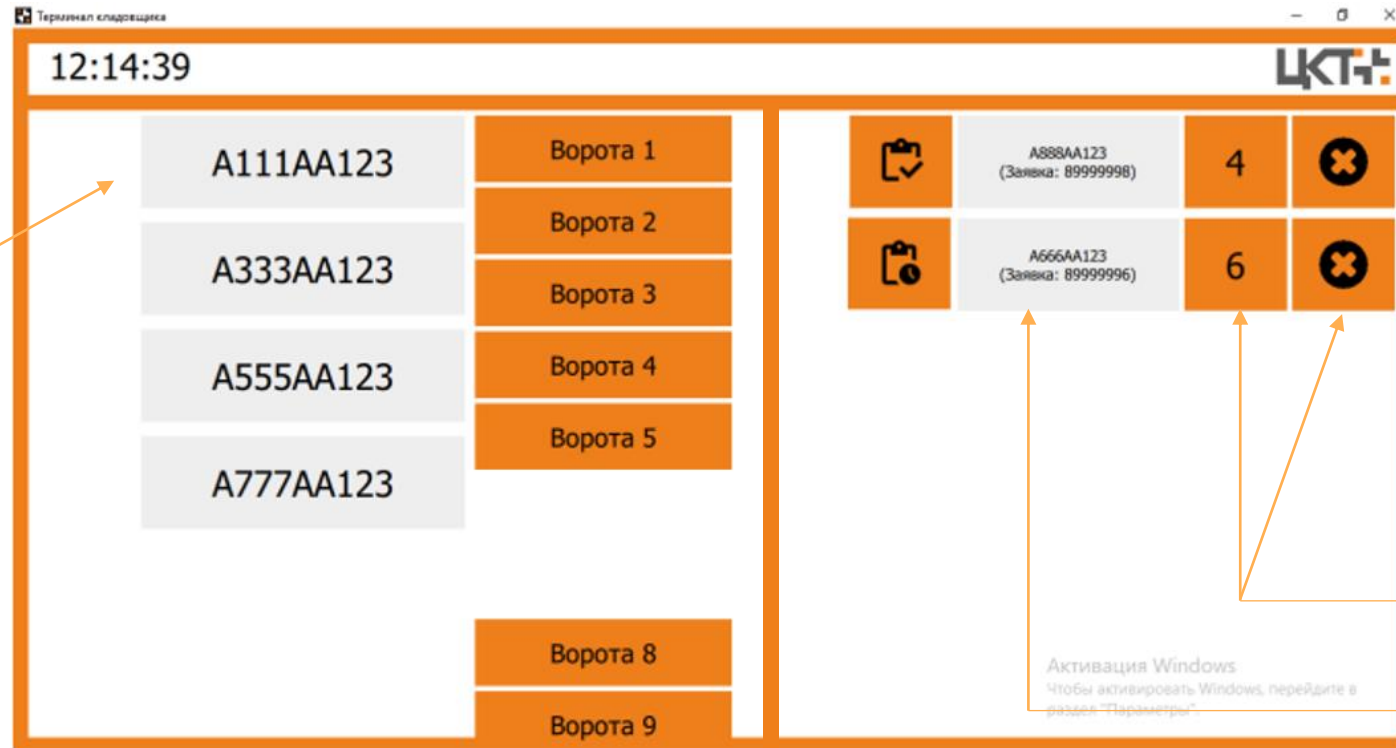 Терминал кладовщика
12:14:39
ЦКТ
A111AA123
A333AA123
A555AA123
A777AA123
Ворота 1
Ворота 2
Ворота 3
Ворота 4
Ворота 5
Ворота 8
Ворота 9
A888AA123
(Заявка: 89999998)
4
A666AA123
(Заявка: 89999996)
6
Активация Windows
Чтобы активировать Windows, перейдите в
раздел "Параметры".